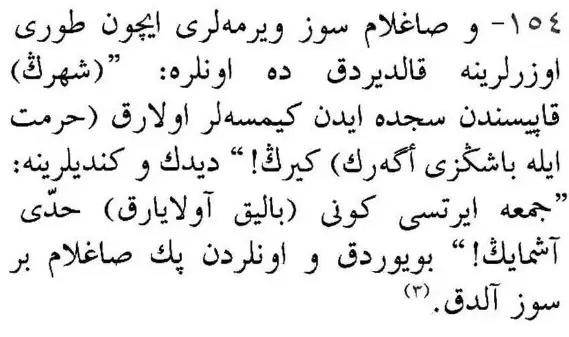 ١٥٤- و صاغلام سوز ويرمه‌لرى ايچون طورى
اوزرلرينه قالديردق ده اونلره: ”(شهرڭ)
قاپيسندن سجده ايدن كيمسه‌لر اولارق (حرمت
ايله باشڭزى أگه‌رك) كيرڭ!“ ديدك و كنديلرينه:
”جمعه ايرتسى كونى (باليق آولايارق) حدّى
آشمايڭ!“ بويوردق و اونلردن پك صاغلام بر
سوز آلدق.(٣)